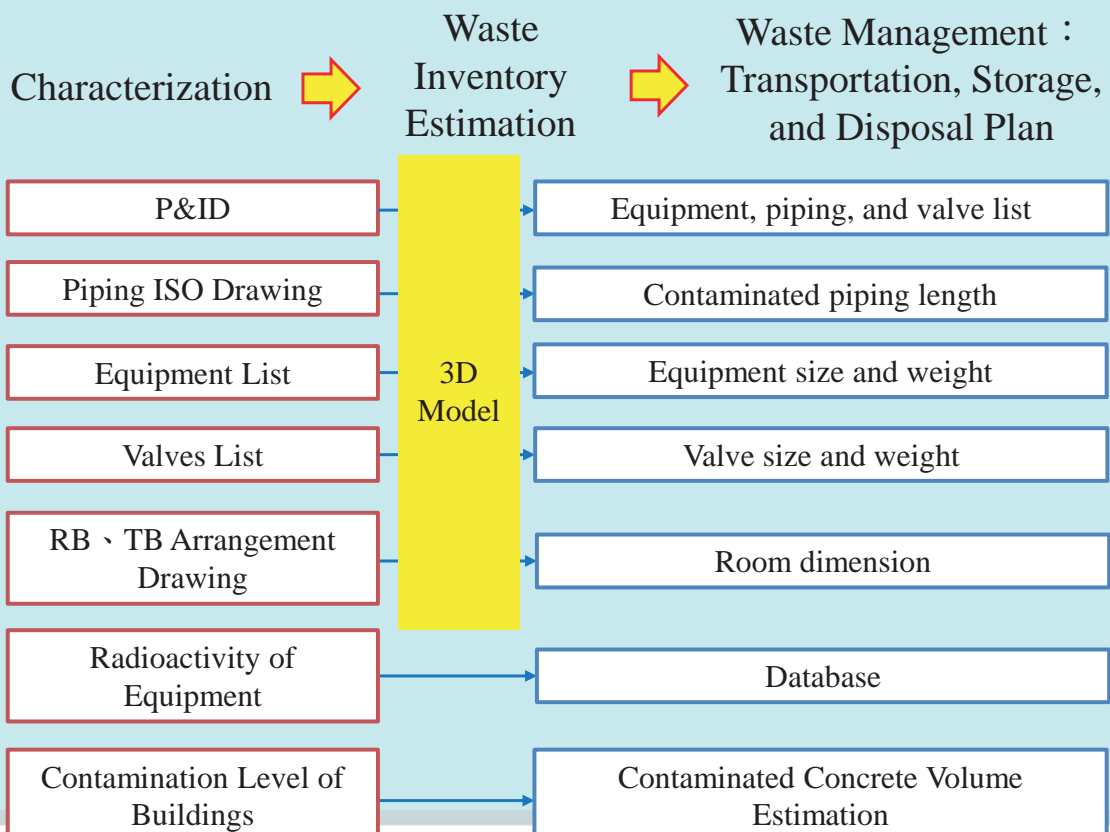 Characterization
Waste
Inventory
Estimation
Waste Management：
Transportation, Storage,
and Disposal Plan
P&ID
Equipment, piping, and valve list
Piping ISO Drawing
Contaminated piping length
Equipment List
3D
Model
Equipment size and weight
Valves List
Valve size and weight
RB、TB Arrangement
Drawing
Room dimension
Radioactivity of
Equipment
Database
Contamination Level of
Buildings
Contaminated Concrete Volume
Estimation